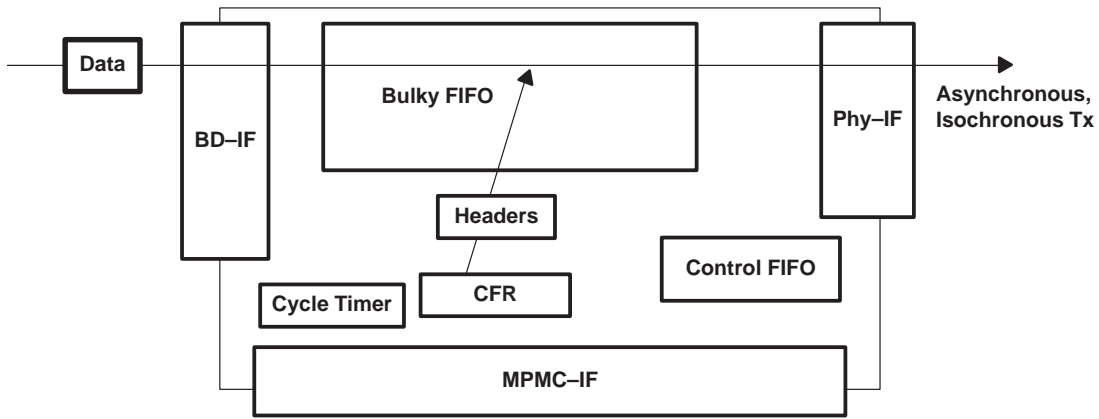 Data
Bulky FIFO
Asynchronous,
Isochronous Tx
Phy–IF
BD–IF
Headers
Control FIFO
CFR
Cycle Timer
MPMC–IF